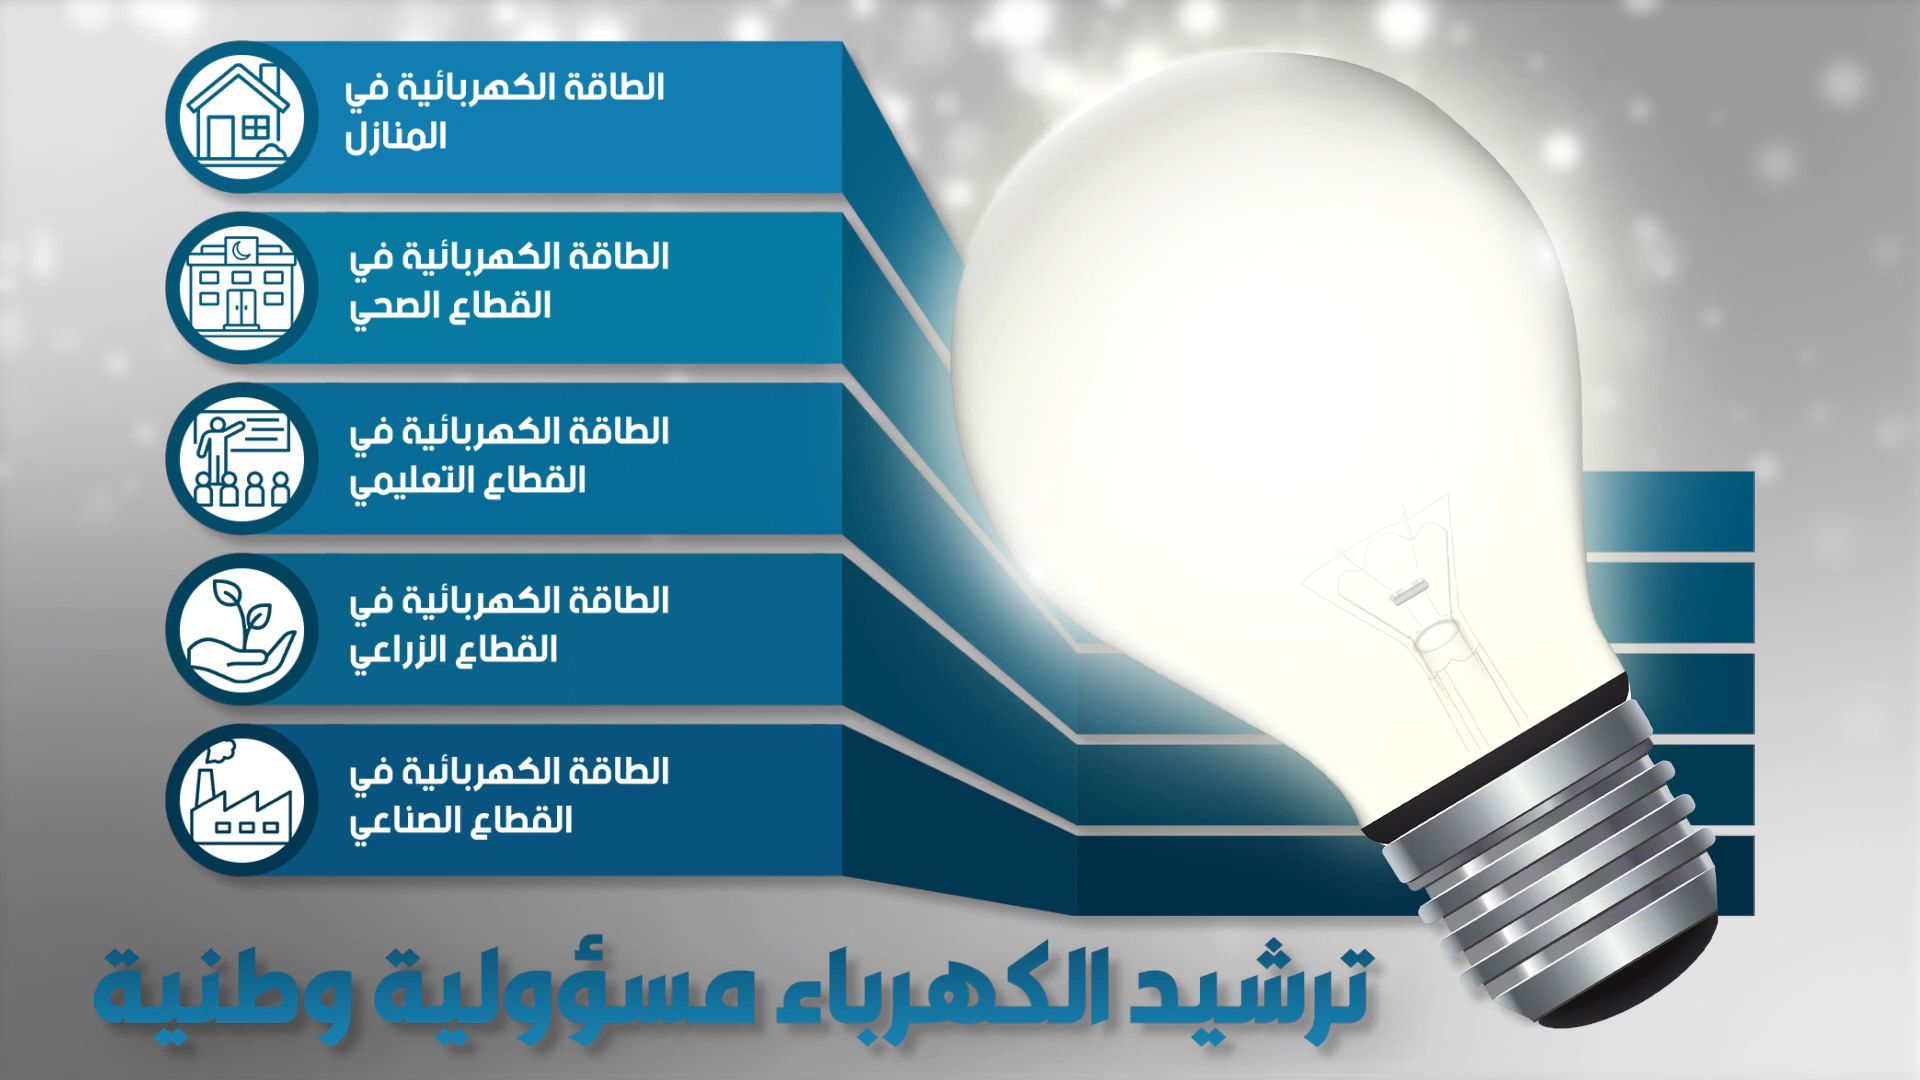 الطاقة الكهربائية في
المنازل
الطاقة الكهربائية في
القطاع الصحي
الطاقة الكهربائية في
القطاع التعليمي
الطاقة الكهربائية في
القطاع الزراعي
الطاقة الكهربائية في
القطاع الصناعي
ترشيد الكهرباء مسؤولية وطنية